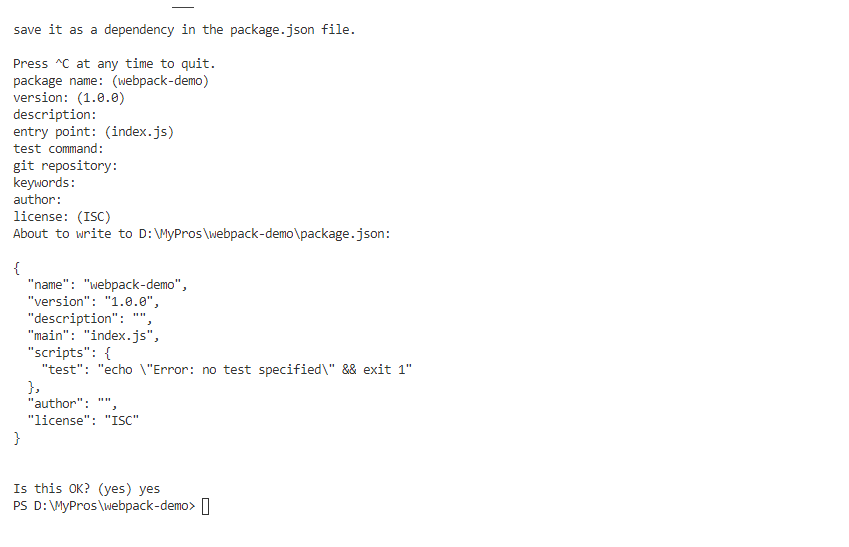 save it as a dependency in the package.json file.
Press ^C at any time to quit.
package name: (webpack-demo)
version: (1.0.0)
description:
entry point: (index.js)
test command:
git repository:
keywords:
author:
license: (ISC)
About to write to D:\MyPros\webpack-demo\package.json:
{
  "name": "webpack-demo",
  "version": "1.0.0",
  "description": "",
  "main": "index.js",
  "scripts": {
    "test": "echo \"Error: no test specified\" && exit 1"
  },
  "author": "",
  "license": "ISC"
}
Is this OK? (yes) yes
PS D:\MyPros\webpack-demo>